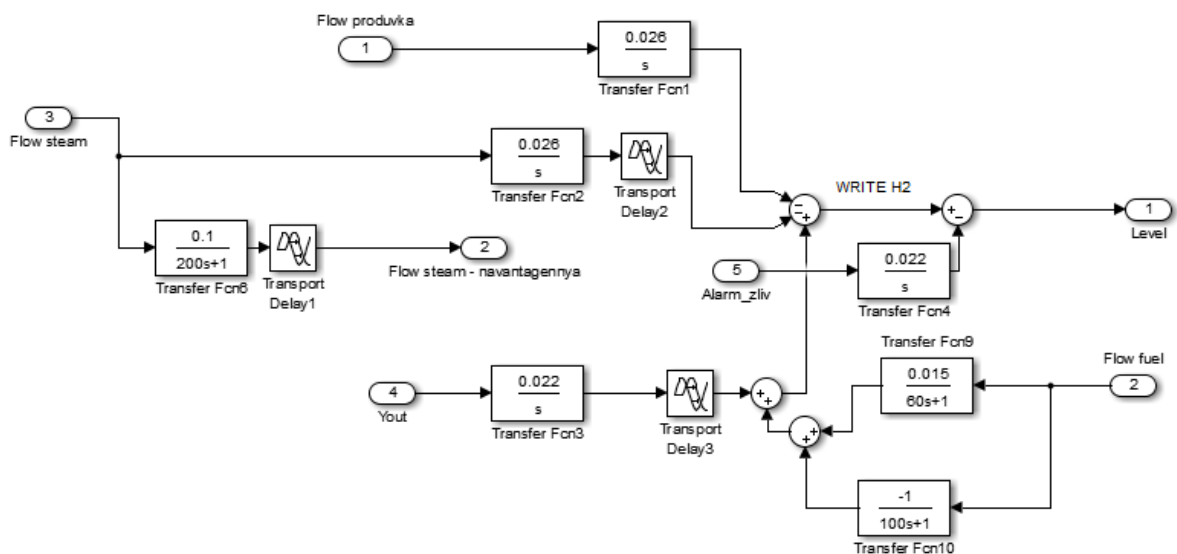 Flow produvka
1
0.026
s
Transfer Fcn1
3
Flow steam
0.026
s
Transfer Fcn2
Transport
Delay2
WRITE H2
1
Level
0.1
200s+1
Transfer Fcn6
Transport
Delay1
2
Flow steam - navantagennya
5
Alarm_zliv
0.022
s
Transfer Fcn4
Transfer Fcn9
0.015
60s+1
Flow fuel
2
4
Yout
0.022
s
Transfer Fcn3
Transport
Delay3
-1
100s+1
Transfer Fcn10